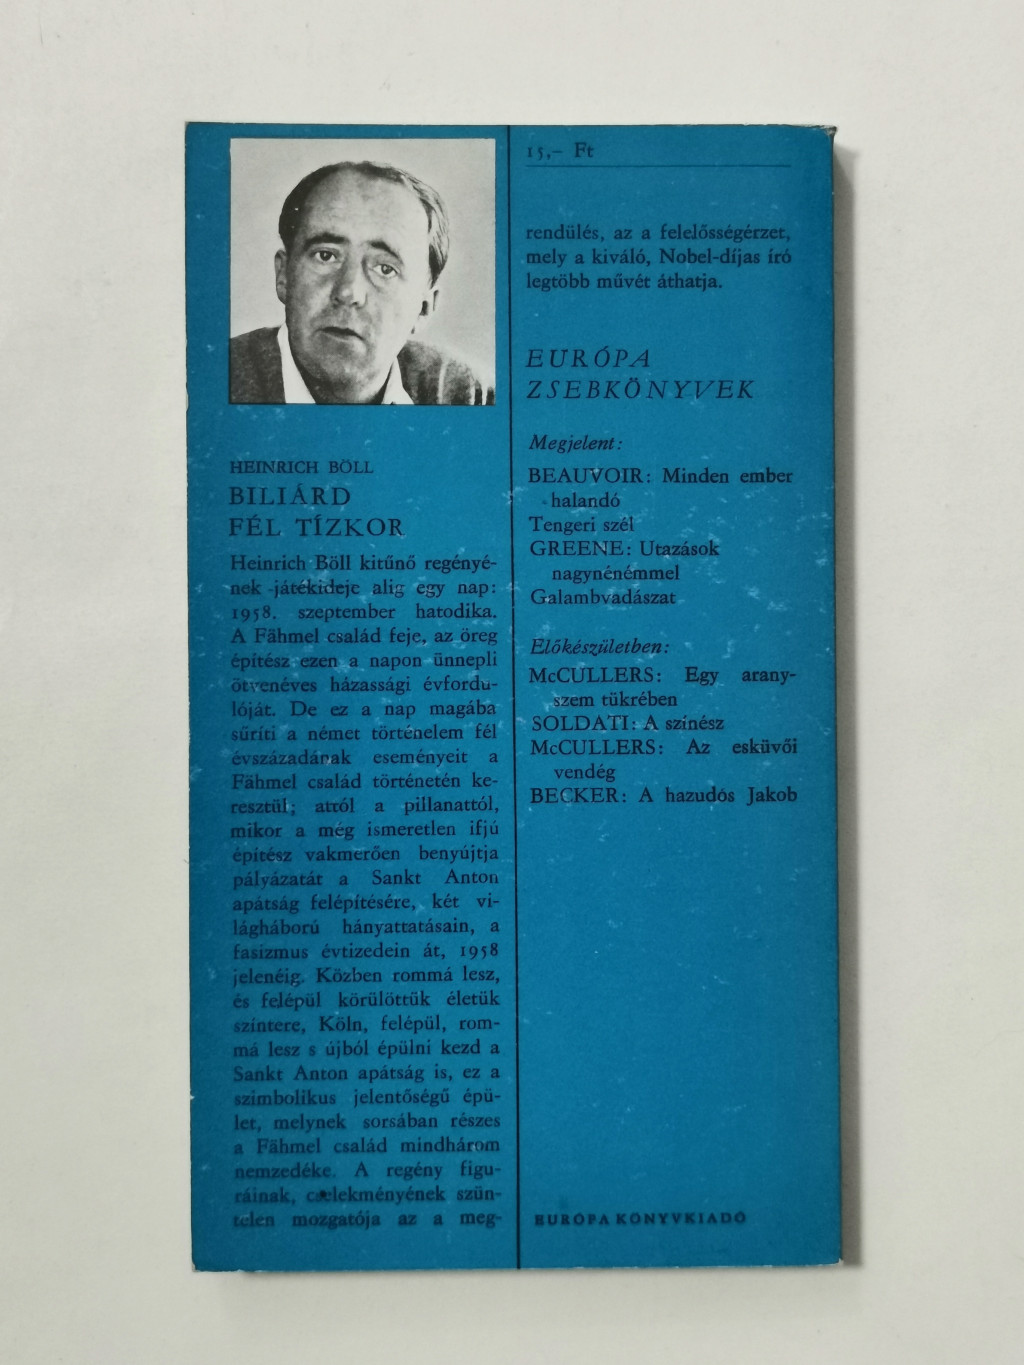 HEINRICH BÖLL
BILIÁRD
FÉL TÍZKOR
Heinrich Böll kitűnő regényé-
nek játékideje alig egy nap:
1958. szeptember hatodika.
A Fähmel család feje, az öreg
építész ezen a napon ünnepli
ötvenéves házassági évfordu-
lóját. De ez a nap magába
sűríti a német történelem fél
évszázadának eseményeit a
Fähmel család történetén ke-
resztül; attól a pillanattól,
mikor a még ismeretlen ifjú
építész vakmerően benyújtja
pályázatát a Sankt Anton
apátság felépítésére, két vi-
lágháború hányattatásain, a
fasizmus évtizedein át, 1958
jelenéig. Közben rommá lesz,
és felépül körülöttük életük
színtere, Köln, felépül, rom-
má lesz s újból épülni kezd a
Sankt Anton apátság is, ez a
szimbolikus jelentőségű épü-
let, melynek sorsában részes
a Fähmel család mindhárom
nemzedéke. A regény figu-
ráinak, cselekményének szün-
telen mozgatója az a meg-
15,- Ft
rendülés, az a felelősségérzet,
mely a kiváló, Nobel-díjas író
legtöbb művét áthatja.
EURÓPA
ZSEBKÖNYVEK
Megjelent:
BEAUVOIR: Minden ember
halandó
Tengeri szél
GREENE: Utazások
nagynénémmel
Galambvadászat
Előkészületben:
McCULLERS: Egy arany-
szem tükrében
SOLDATI: A színész
McCULLERS: Az esküvői
vendég
BECKER: A hazudós Jakob
EURÓPA KÖNYVKIADÓ